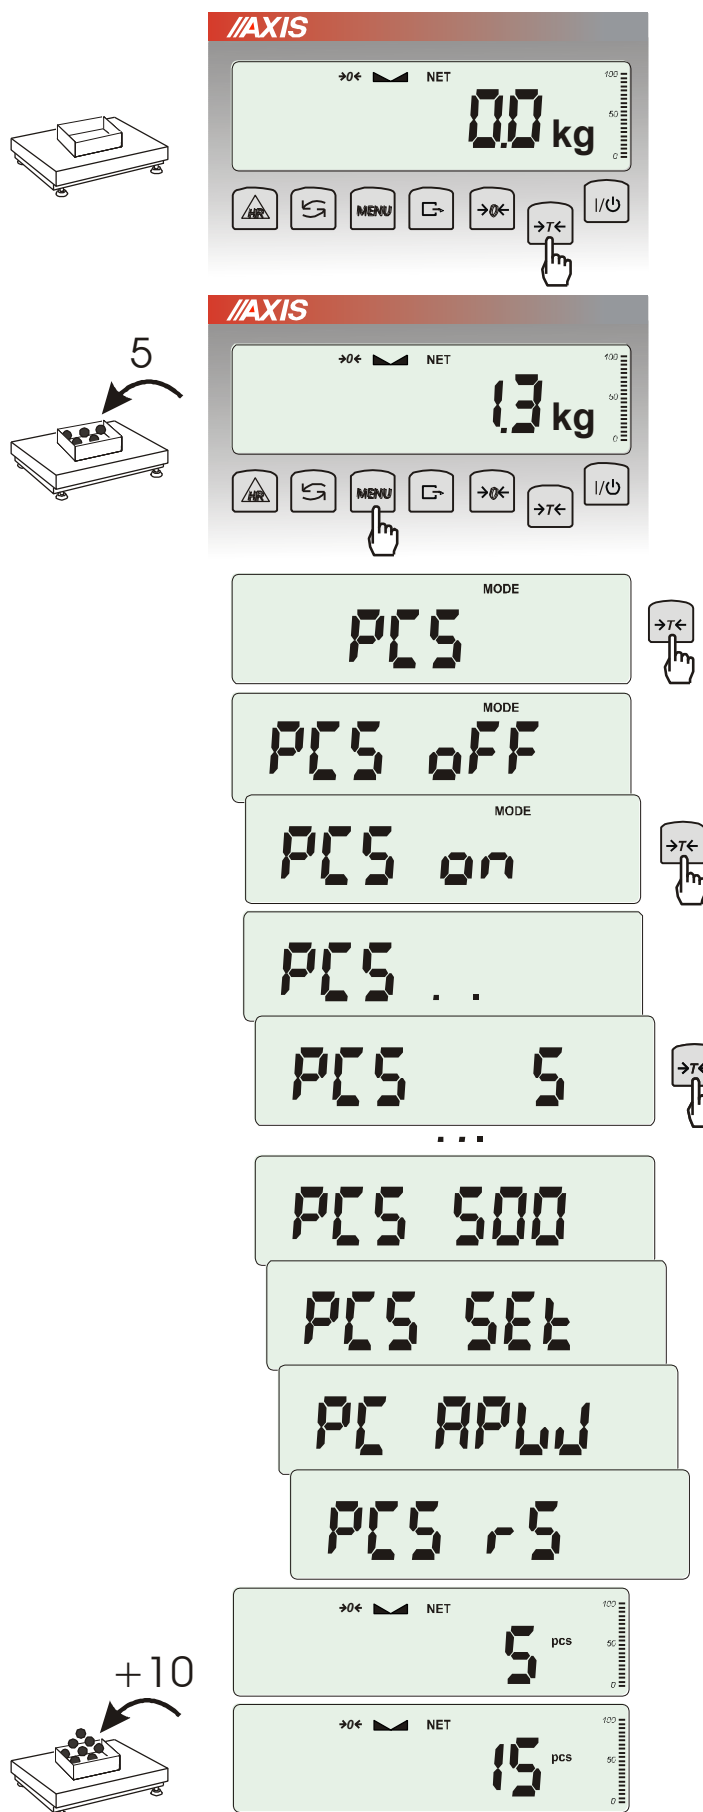 //AXIS
→0← NET 100
50
0.0 kg
0
HR MENU →0← →T← I/⏻
//AXIS
5
→0← NET 100
50
1.3 kg
0
HR MENU →0← →T← I/⏻
MODE
PCS →T←
MODE
PCS oFF
MODE
PCS on →T←
PCS . .
PCS 5 →T←
...
PCS 500
PCS SEt
PC APW
PCS rS
→0← NET 100
5 pcs 50
0
+10
→0← NET 100
15 pcs 50
0